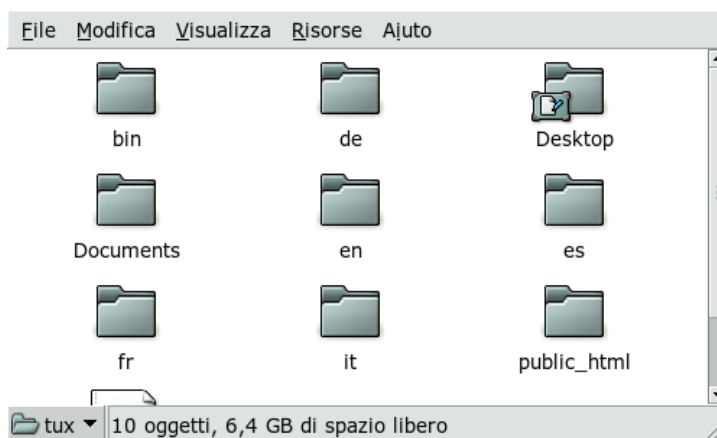 File Modifica Visualizza Risorse Aiuto
bin de Desktop
Documents en es
fr it public_html
tux 10 oggetti, 6,4 GB di spazio libero